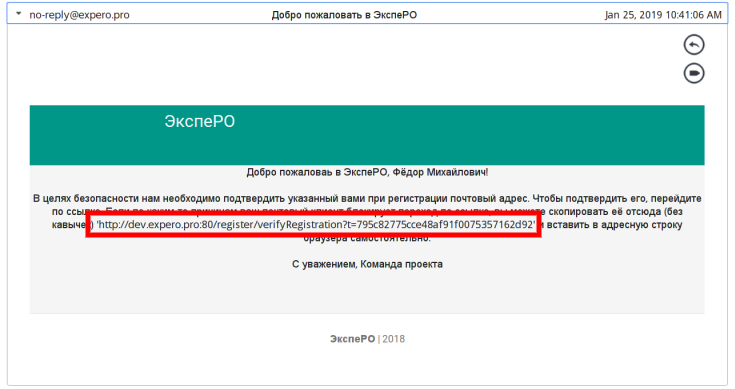 no-reply@expero.pro Добро пожаловать в ЭкспеРО Jan 25, 2019 10:41:06 AM
ЭкспеРО
Добро пожаловаь в ЭкспеРО, Фёдор Михайлович!
В целях безопасности нам необходимо подтвердить указанный вами при регистрации почтовый адрес. Чтобы подтвердить его, перейдите
по ссылке. Если по каким-то причинам ваш почтовый клиент блокирует переход по ссылке, вы можете скопировать её отсюда (без
кавычек) 'http://dev.expero.pro:80/register/verifyRegistration?t=795c82775cce48af91f0075357162d92' и вставить в адресную строку
браузера самостоятельно.
С уважением, Команда проекта
ЭкспеРО | 2018